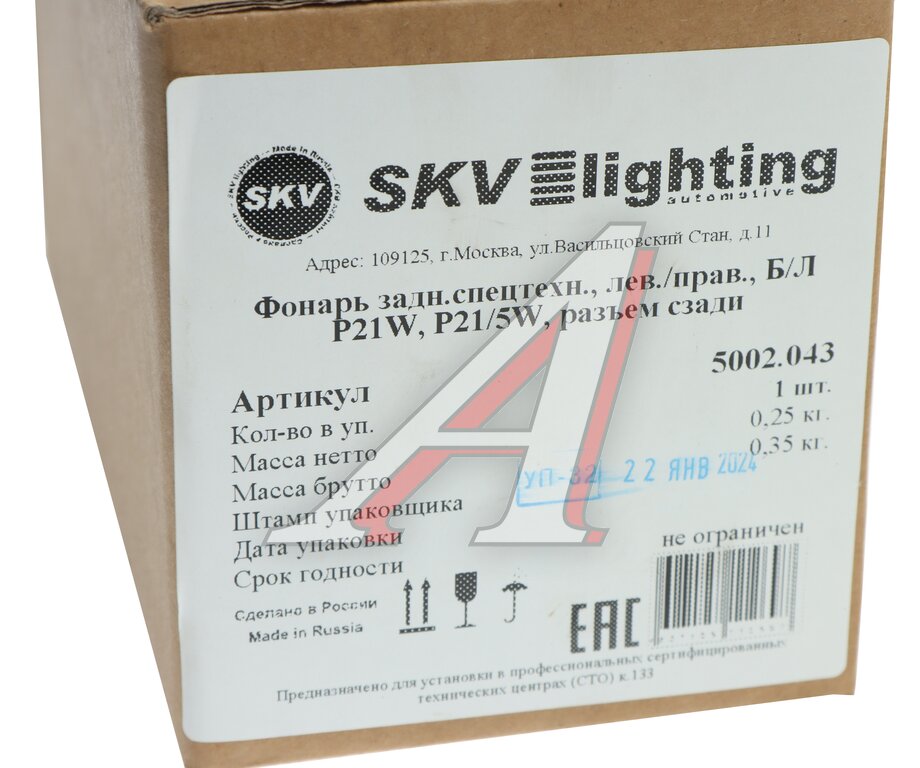 SKV
SKV lighting
automotive
Адрес: 109125, г.Москва, ул.Васильцовский Стан, д.11
Фонарь задн.спецтехн., лев./прав., Б/Л
P21W, P21/5W, разъем сзади
Артикул 5002.043
Кол-во в уп. 1 шт.
Масса нетто 0,25 кг.
Масса брутто 0,35 кг.
Штамп упаковщика УП-32 22 ЯНВ 2024
Дата упаковки
Срок годности не ограничен
Сделано в России
Made in Russia
EAC
Предназначено для установки в профессиональных сертифицированных
технических центрах (СТО) к.133